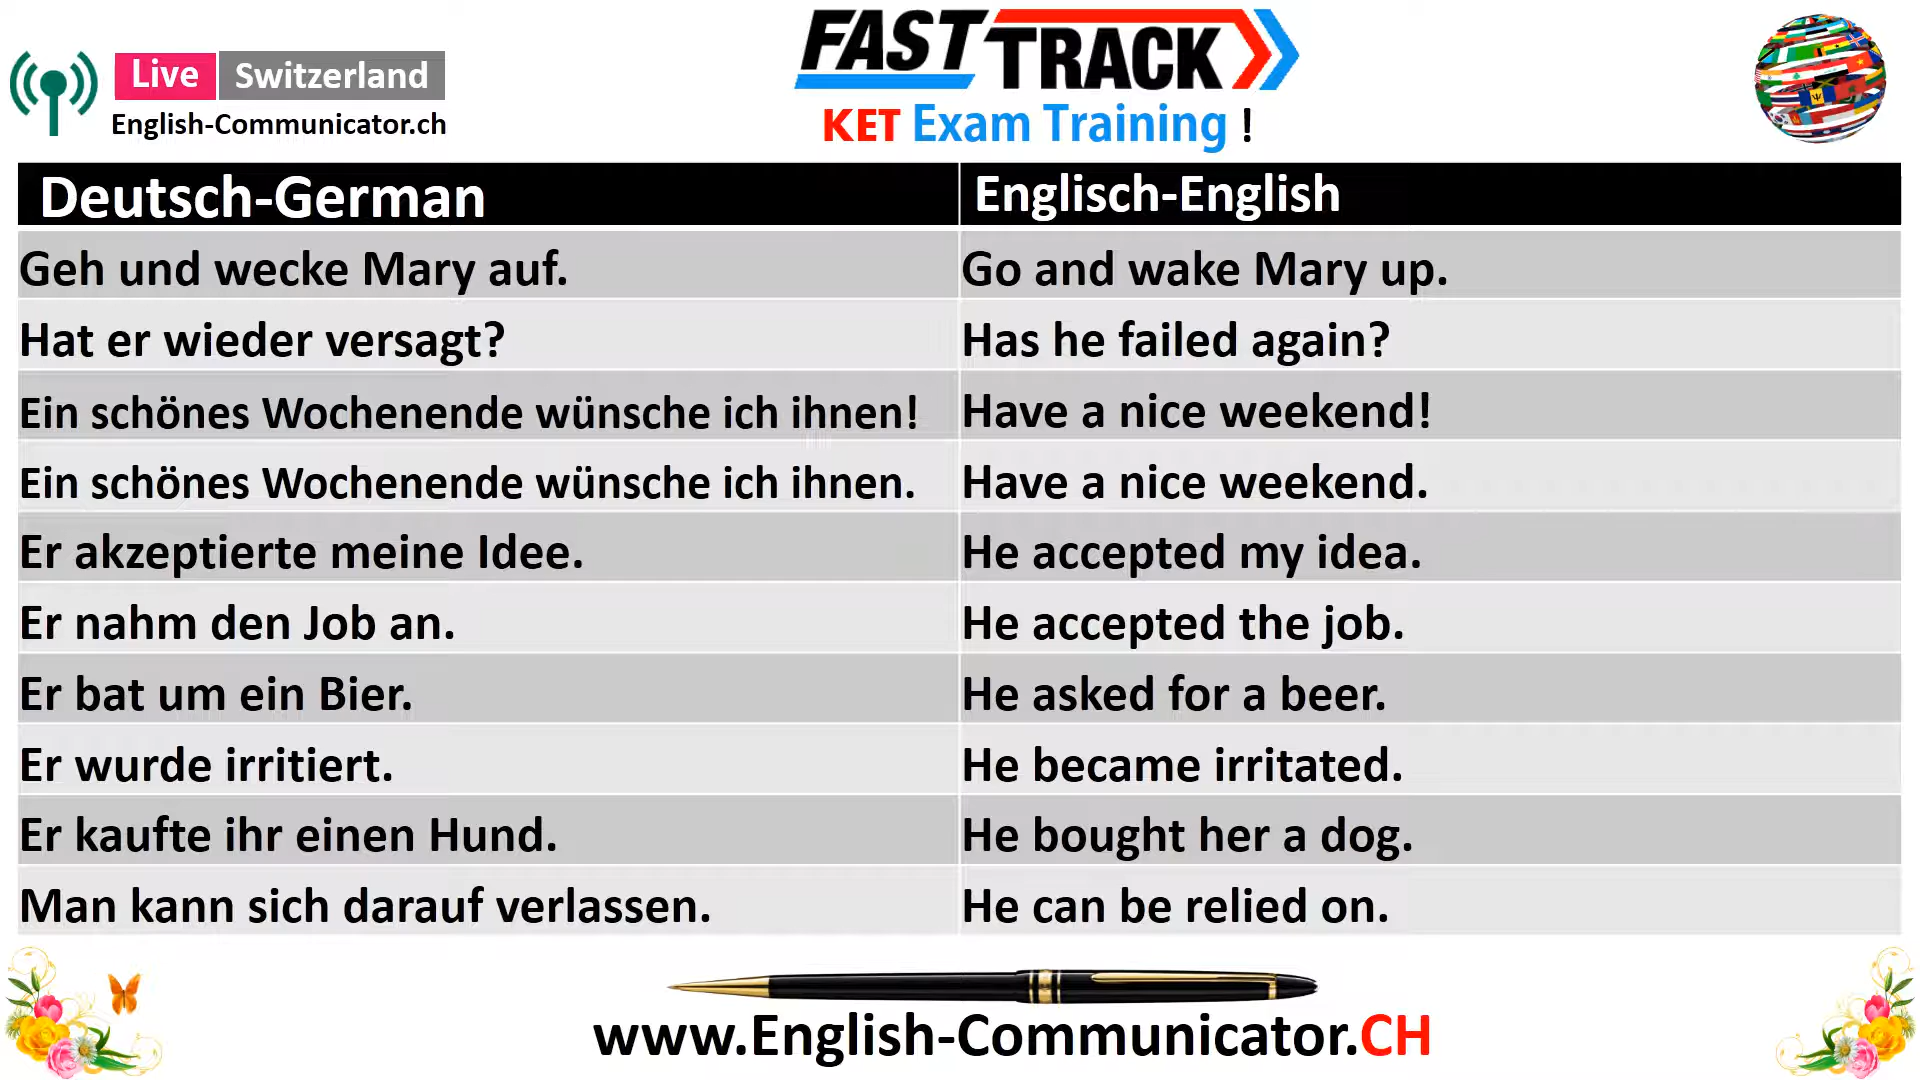 FAST TRACK
Live Switzerland
English-Communicator.ch
KET Exam Training !
Deutsch-German Englisch-English
Geh und wecke Mary auf. Go and wake Mary up.
Hat er wieder versagt? Has he failed again?
Ein schönes Wochenende wünsche ich ihnen! Have a nice weekend!
Ein schönes Wochenende wünsche ich ihnen. Have a nice weekend.
Er akzeptierte meine Idee. He accepted my idea.
Er nahm den Job an. He accepted the job.
Er bat um ein Bier. He asked for a beer.
Er wurde irritiert. He became irritated.
Er kaufte ihr einen Hund. He bought her a dog.
Man kann sich darauf verlassen. He can be relied on.
www.English-Communicator.CH